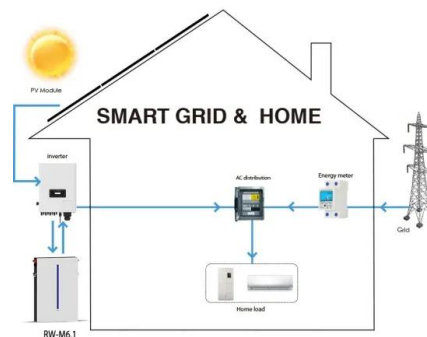 PV Module
SMART GRID & HOME
Inverter
AC distribution
Energy meter
Grid
Home load
RW-M6.1